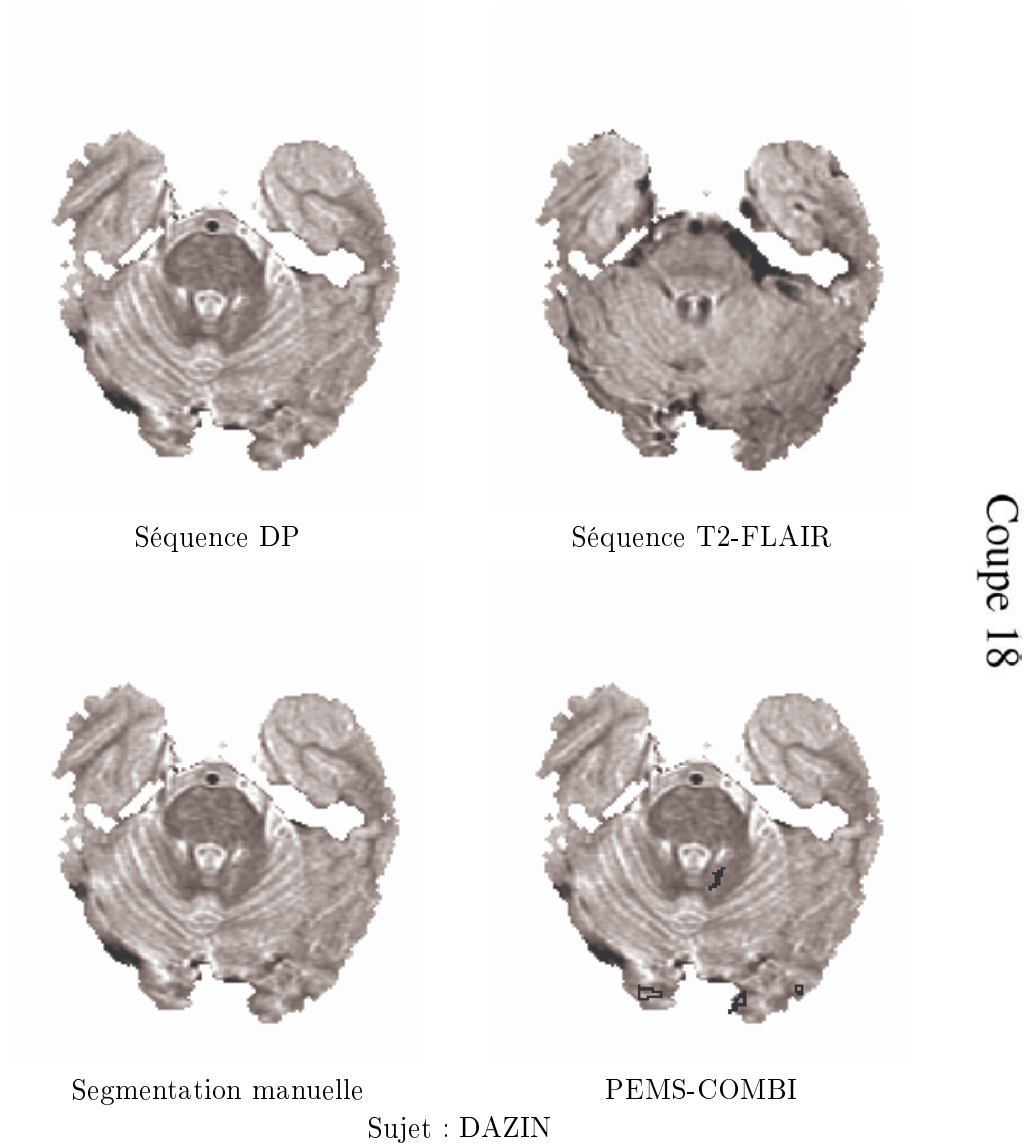 Séquence DP
Séquence T2-FLAIR
Coupe 18
Segmentation manuelle
PEMS-COMBI
Sujet : DAZIN